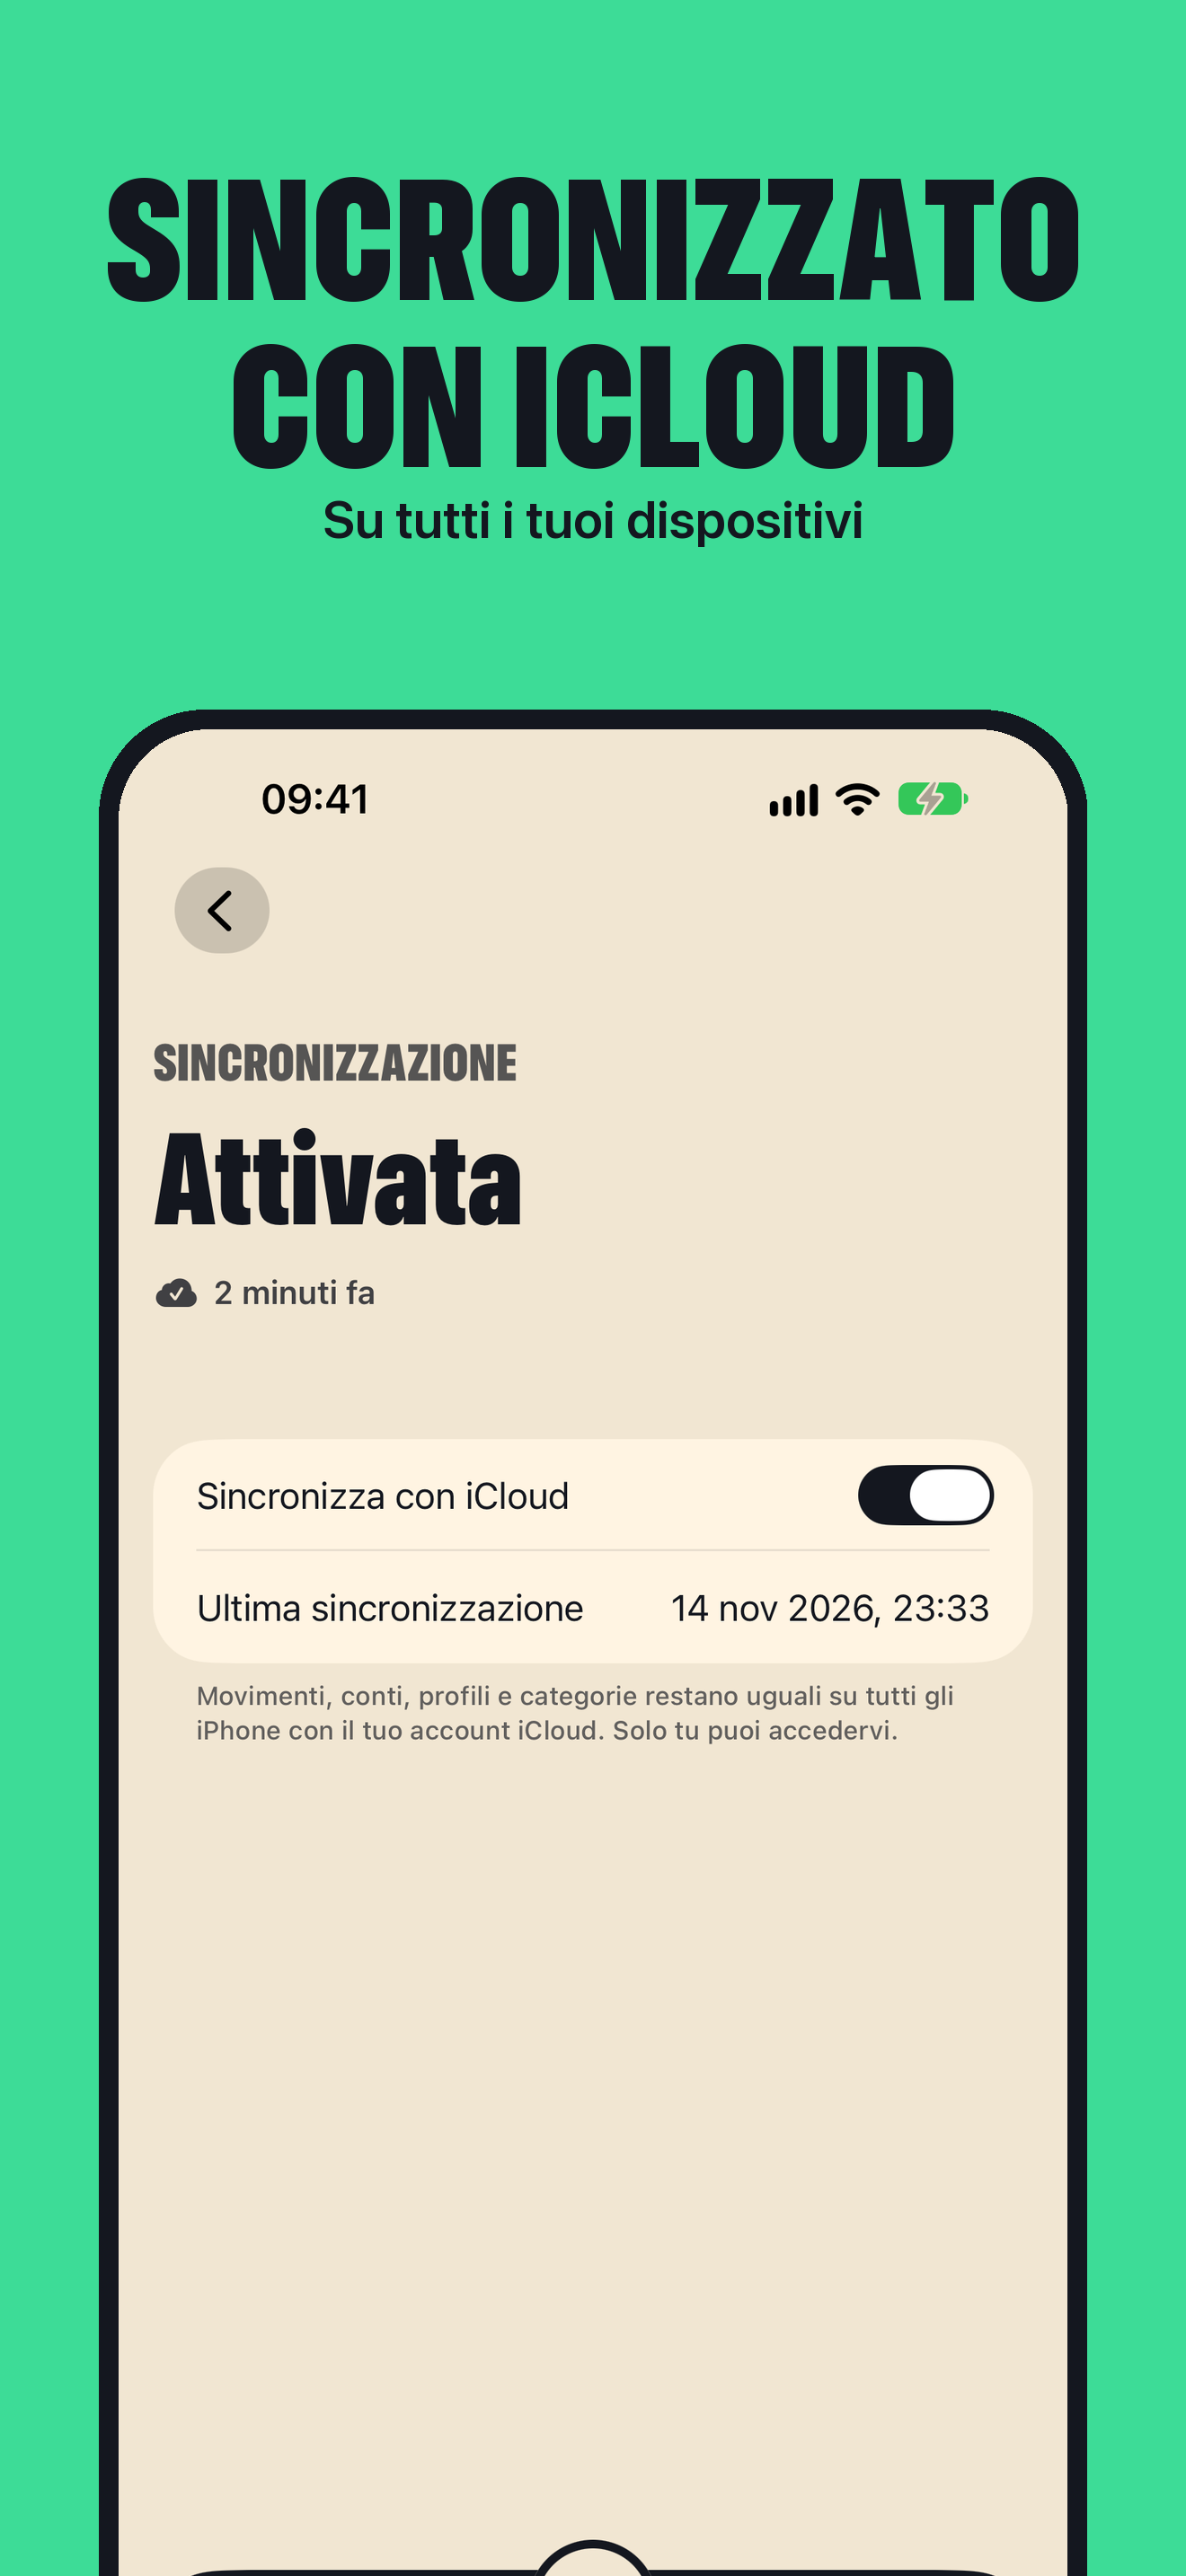 SINCRONIZZATO
CON ICLOUD
Su tutti i tuoi dispositivi
09:41
SINCRONIZZAZIONE
Attivata
2 minuti fa
Sincronizza con iCloud
Ultima sincronizzazione 14 nov 2026, 23:33
Movimenti, conti, profili e categorie restano uguali su tutti gli
iPhone con il tuo account iCloud. Solo tu puoi accedervi.